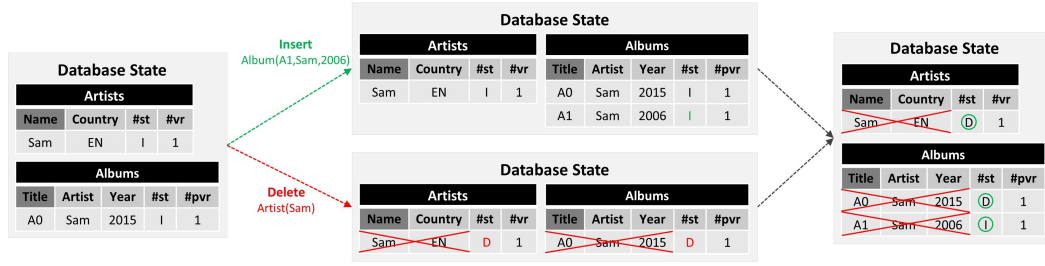 Database State
Artists
Name Country #st #vr
Sam EN I 1
Albums
Title Artist Year #st #pvr
A0 Sam 2015 I 1
Insert
Album(A1,Sam,2006)
Delete
Artist(Sam)
Database State
Artists
Name Country #st #vr
Sam EN I 1
Albums
Title Artist Year #st #pvr
A0 Sam 2015 I 1
A1 Sam 2006 I 1
Database State
Artists
Name Country #st #vr
Sam EN D 1
Albums
Title Artist Year #st #pvr
A0 Sam 2015 D 1
Database State
Artists
Name Country #st #vr
Sam EN D 1
Albums
Title Artist Year #st #pvr
A0 Sam 2015 D 1
A1 Sam 2006 I 1